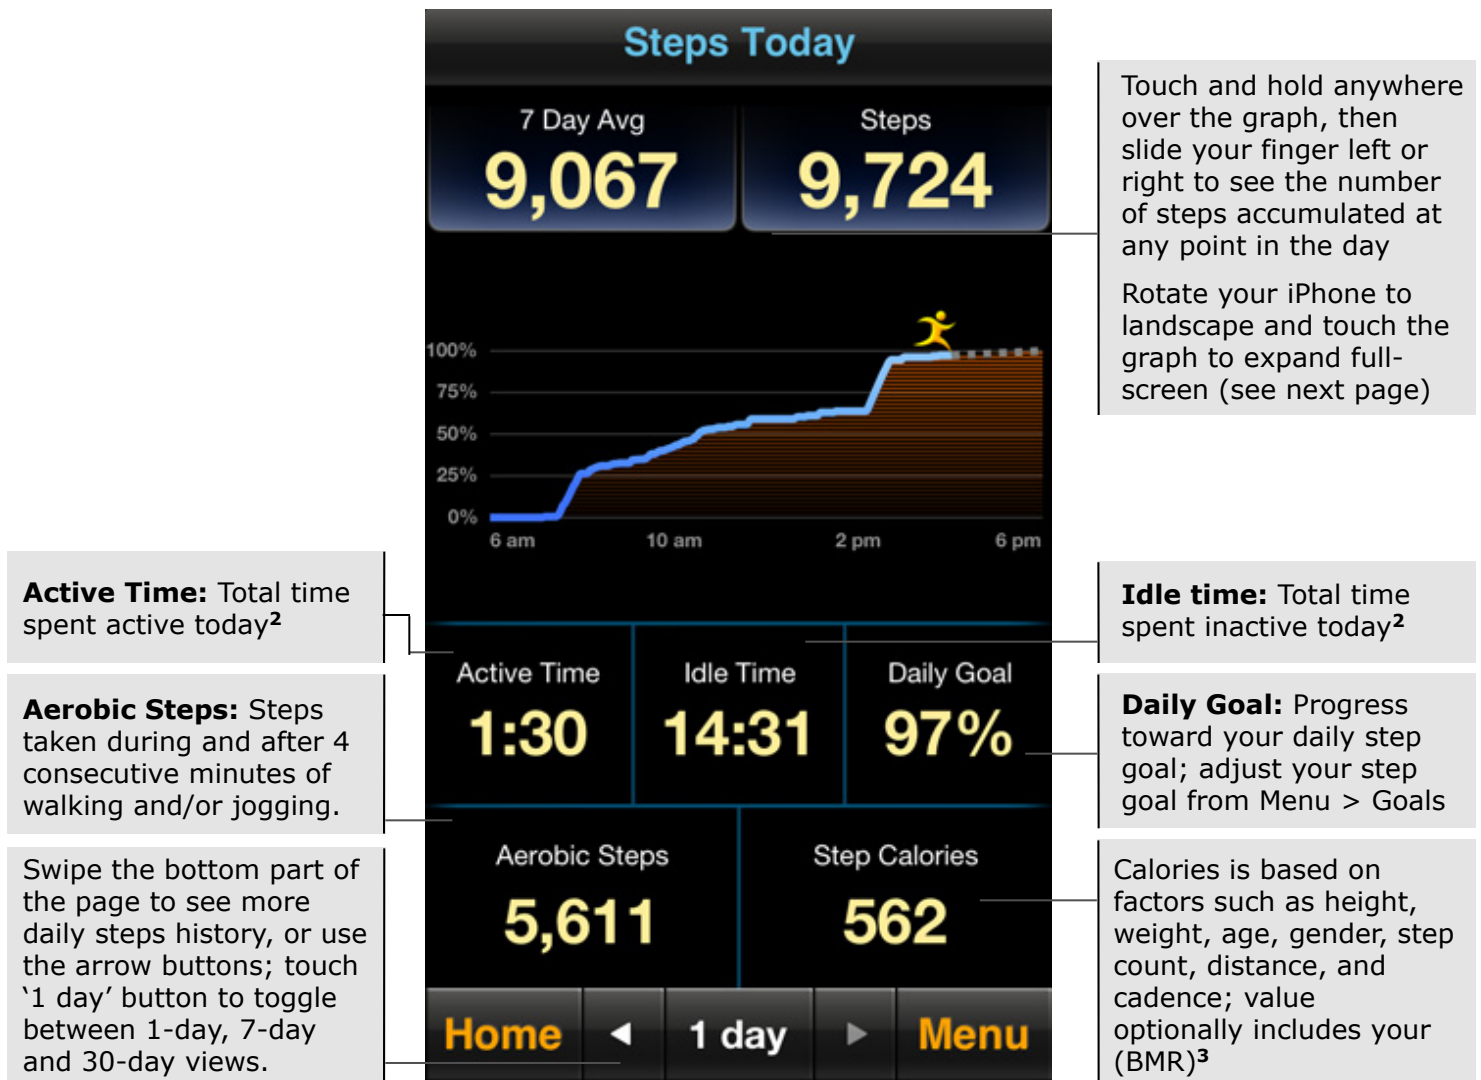 Steps Today
7 Day Avg
9,067
Steps
9,724
Touch and hold anywhere
over the graph, then
slide your finger left or
right to see the number
of steps accumulated at
any point in the day
Rotate your iPhone to
landscape and touch the
graph to expand full-
screen (see next page)
100%
75%
50%
25%
0%
6 am
10 am
2 pm
6 pm
Active Time: Total time
spent active today²
Aerobic Steps: Steps
taken during and after 4
consecutive minutes of
walking and/or jogging.
Swipe the bottom part of
the page to see more
daily steps history, or use
the arrow buttons; touch
‘1 day’ button to toggle
between 1-day, 7-day
and 30-day views.
Active Time
1:30
Idle Time
14:31
Daily Goal
97%
Aerobic Steps
5,611
Step Calories
562
Home
1 day
Menu
Idle time: Total time
spent inactive today²
Daily Goal: Progress
toward your daily step
goal; adjust your step
goal from Menu > Goals
Calories is based on
factors such as height,
weight, age, gender, step
count, distance, and
cadence; value
optionally includes your
(BMR)³